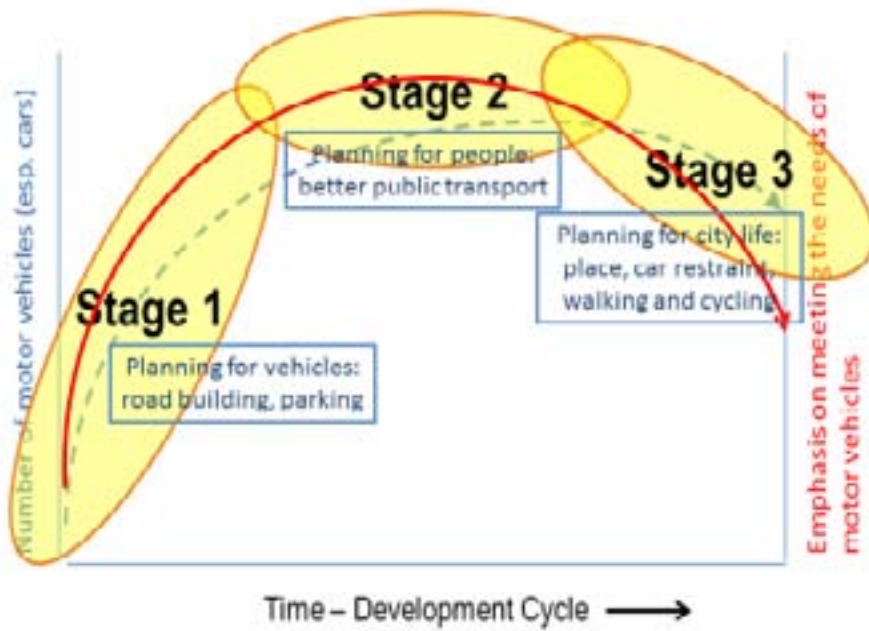 Number of motor vehicles (esp. cars)
Stage 1
Planning for vehicles:
road building, parking
Stage 2
Planning for people:
better public transport
Stage 3
Planning for city life:
place, car restraint,
walking and cycling
Emphasis on meeting the needs of
motor vehicles
Time – Development Cycle